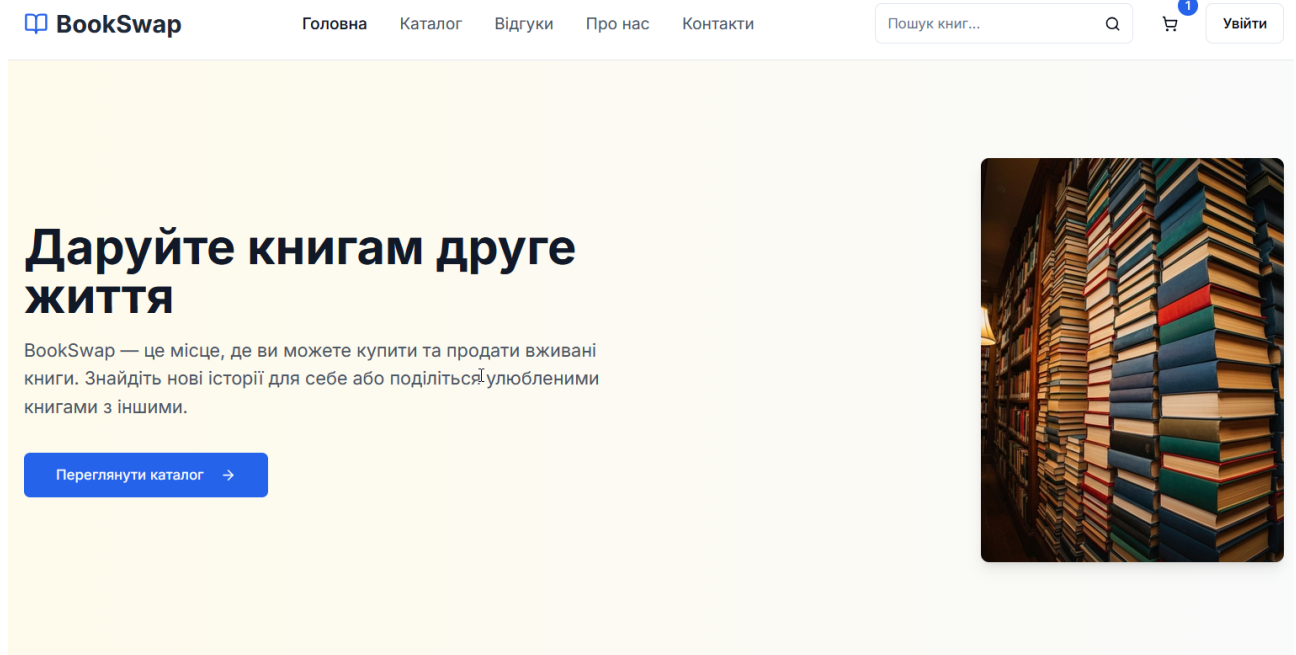 BookSwap
Головна
Каталог
Відгуки
Про нас
Контакти
Пошук книг...
1
Увійти
Даруйте книгам друге
життя
BookSwap — це місце, де ви можете купити та продати вживані
книги. Знайдіть нові історії для себе або поділіться улюбленими
книгами з іншими.
Переглянути каталог